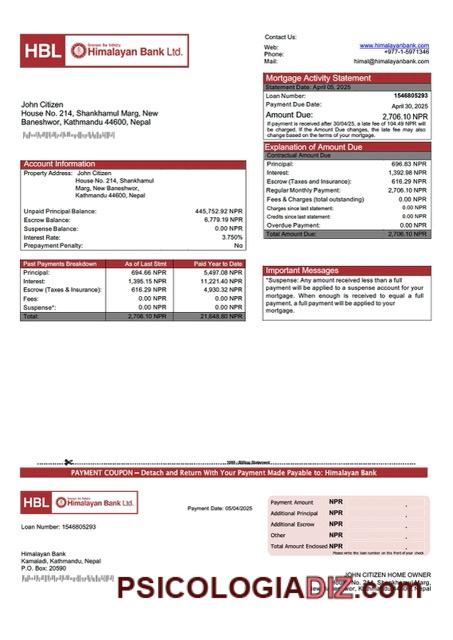 HBL Himalayan Bank Ltd.
Contact Us:
Web: www.himalayanbank.com
Phone: +977-1-5971346
Mail: himal@himalayanbank.com
Mortgage Activity Statement
Statement Date: April 05, 2025
Loan Number: 1546805293
Payment Due Date: April 30, 2025
Amount Due: 2,706.10 NPR
If payment is received after 30/04/25, a late fee of 104.49 NPR will
be charged. If the Amount Due changes, the late fee may also
change based on the terms of your mortgage.
John Citizen
House No. 214, Shankhamul Marg, New
Baneshwor, Kathmandu 44600, Nepal
Explanation of Amount Due
Contractual Amount Due
Principal: 696.83 NPR
Interest: 1,392.98 NPR
Escrow (Taxes & Insurance): 616.29 NPR
Regular Monthly Payment: 2,706.10 NPR
Fees & Charges (total outstanding) 0.00 NPR
Charges since last statement: 0.00 NPR
Credits since last statement: 0.00 NPR
Overdue Payment: 0.00 NPR
Total Amount Due: 2,706.10 NPR
Account Information
Property Address: John Citizen
House No. 214, Shankhamul
Marg, New Baneshwor,
Kathmandu 44600, Nepal
Unpaid Principal Balance: 445,752.92 NPR
Escrow Balance: 6,779.19 NPR
Suspense Balance: 0.00 NPR
Interest Rate: 3.750%
Prepayment Penalty: No
Past Payments Breakdown As of Last Stmt Paid Year to Date
Principal: 694.66 NPR 5,497.08 NPR
Interest: 1,395.15 NPR 11,221.40 NPR
Escrow (Taxes & Insurance): 616.29 NPR 4,930.32 NPR
Fees: 0.00 NPR 0.00 NPR
Suspense*: 0.00 NPR 0.00 NPR
Total: 2,706.10 NPR 21,648.80 NPR
Important Messages
*Suspense: Any amount received less than a full
payment will be applied to a suspense account for your
mortgage. When enough is received to equal a full
payment, a full payment will be applied to your
mortgage.
PAYMENT COUPON – Detach and Return With Your Payment Made Payable to: Himalayan Bank
HBL Himalayan Bank Ltd.
Payment Date: 05/04/2025
Loan Number: 1546805293
Payment Amount NPR
Additional Principal NPR
Additional Escrow NPR
Other NPR
Total Amount Enclosed NPR
Please write the loan number on the front of your check
Himalayan Bank
Kamaladi, Kathmandu, Nepal
P.O. Box: 20590
JOHN CITIZEN HOME OWNER
PSICOLOGIADIZ.com